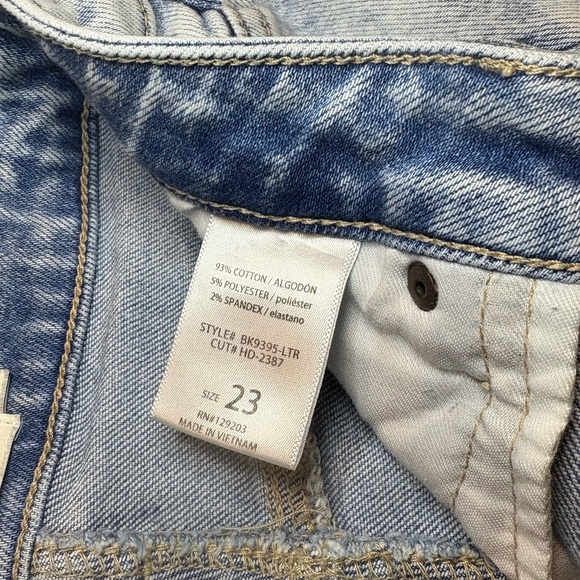 93% COTTON / ALGODÓN
5% POLYESTER / poliéster
2% SPANDEX / elastano
STYLE# BK9395-LTR
CUT# HD-2387
SIZE 23
RN#129203
MADE IN VIETNAM